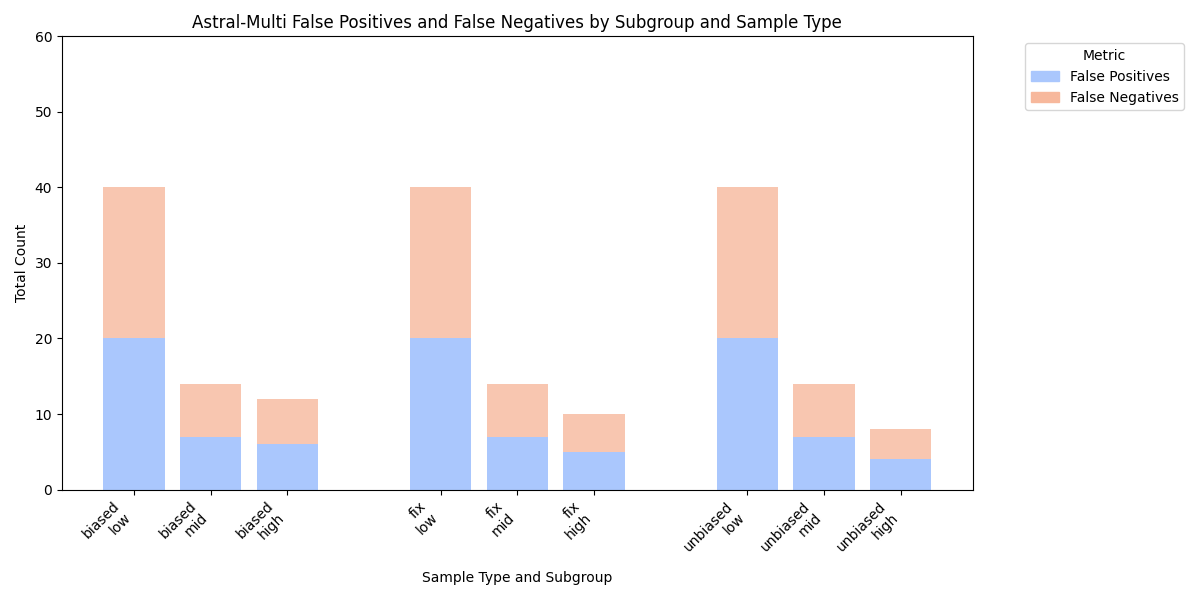 Astral-Multi False Positives and False Negatives by Subgroup and Sample Type
Metric
False Positives
False Negatives
Total Count
60
50
40
30
20
10
0
biased
low
biased
mid
biased
high
fix
low
fix
mid
fix
high
unbiased
low
unbiased
mid
unbiased
high
Sample Type and Subgroup